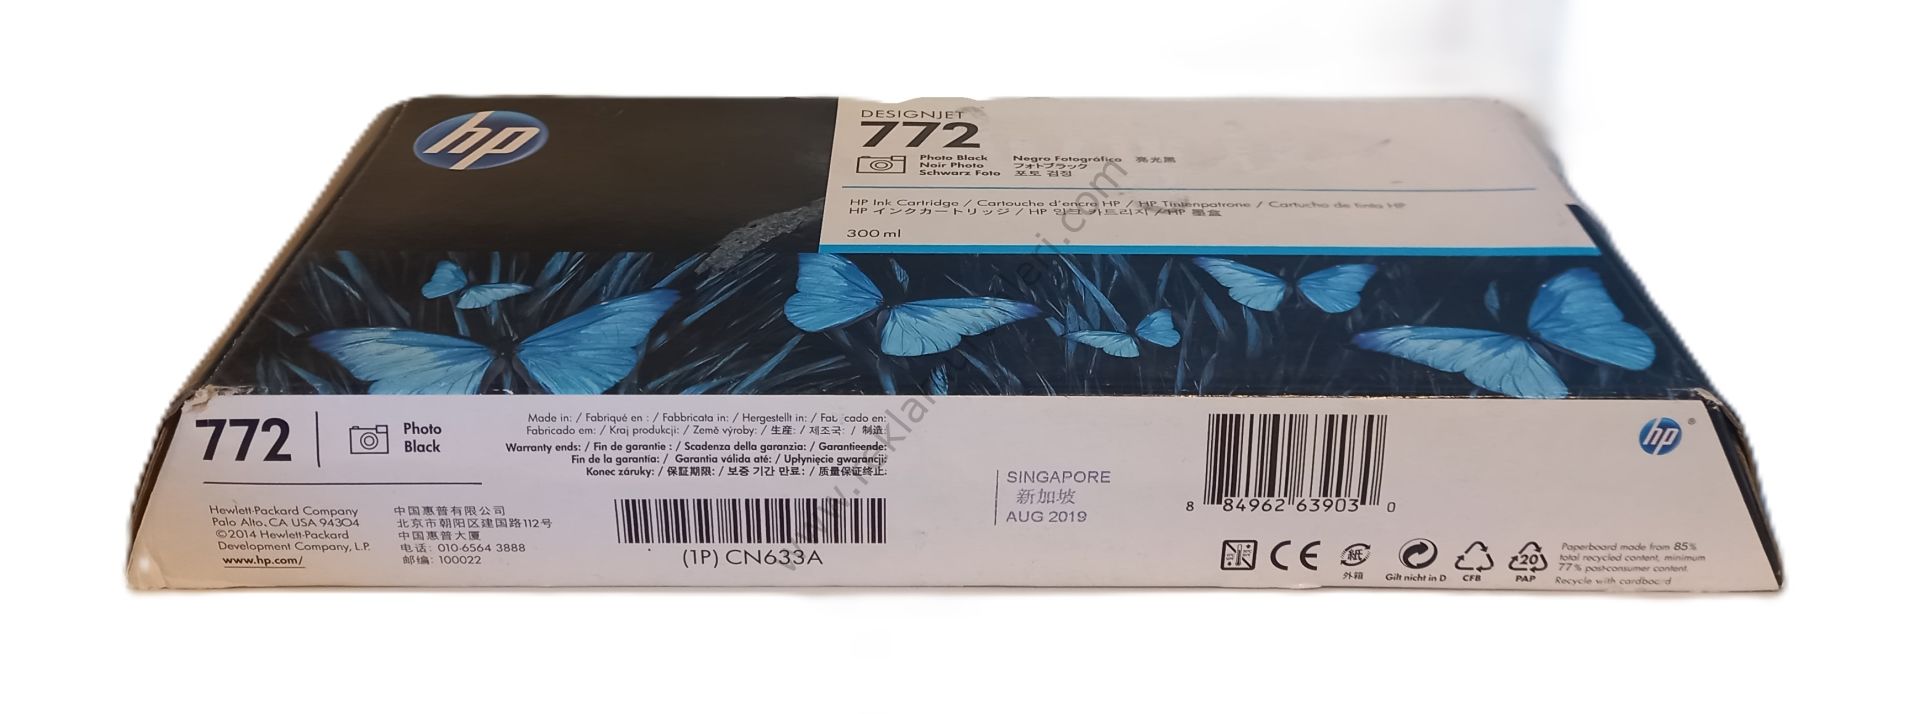 hp
DESIGNJET
772
Photo Black
Noir Photo
Schwarz Foto
Negro Fotográfico 亮光黑
フォトブラック
포토 검정
HP Ink Cartridge / Cartouche d'encre HP / HP Tintenpatrone / Cartucho de tinta HP
HP インクカートリッジ / HP 잉크 카트리지 / HP 墨盒
300 ml
772
Photo
Black
Made in: / Fabriqué en : / Fabbricata in: / Hergestellt in: / Fabricado en:
Fabricado em: / Kraj produkcji: / Země výroby: / 生産: / 제조국: / 制造
Warranty ends: / Fin de garantie : / Scadenza della garanzia: / Garantieende:
Fin de la garantía: / Garantia válida até: / Upłynięcie gwarancji:
Konec záruky: / 保証期限: / 보증 기간 만료: / 质量保证终止:
Hewlett-Packard Company
Palo Alto, CA USA 94304
©2014 Hewlett-Packard
Development Company, L.P.
www.hp.com/
中国惠普有限公司
北京市朝阳区建国路112号
中国惠普大厦
电话: 010-6564 3888
邮编: 100022
(1P) CN633A
SINGAPORE
新加坡
AUG 2019
8 84962 63903 0
hp ®
CE
紙
外箱
Gilt nicht in D
CFB
20
PAP
Paperboard made from 85%
total recycled content, minimum
77% postconsumer content.
Recycle with cardboard